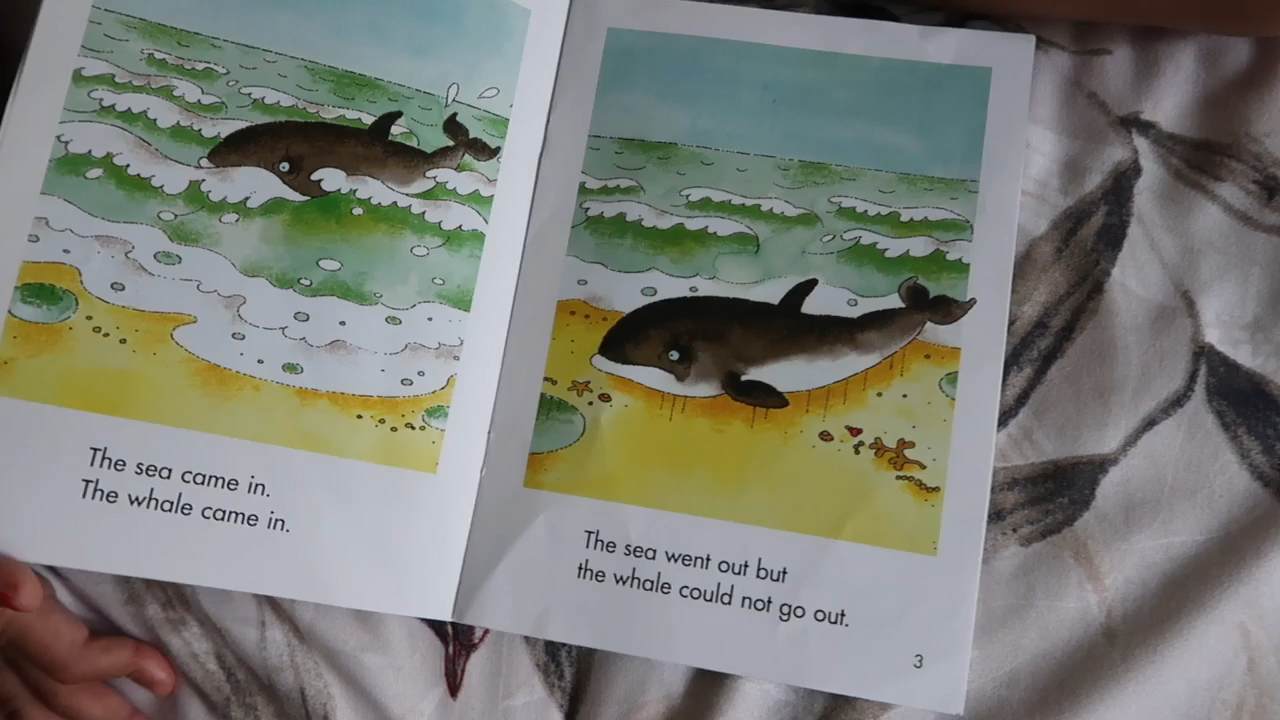 The sea came in.
The whale came in.
The sea went out but
the whale could not go out.
3